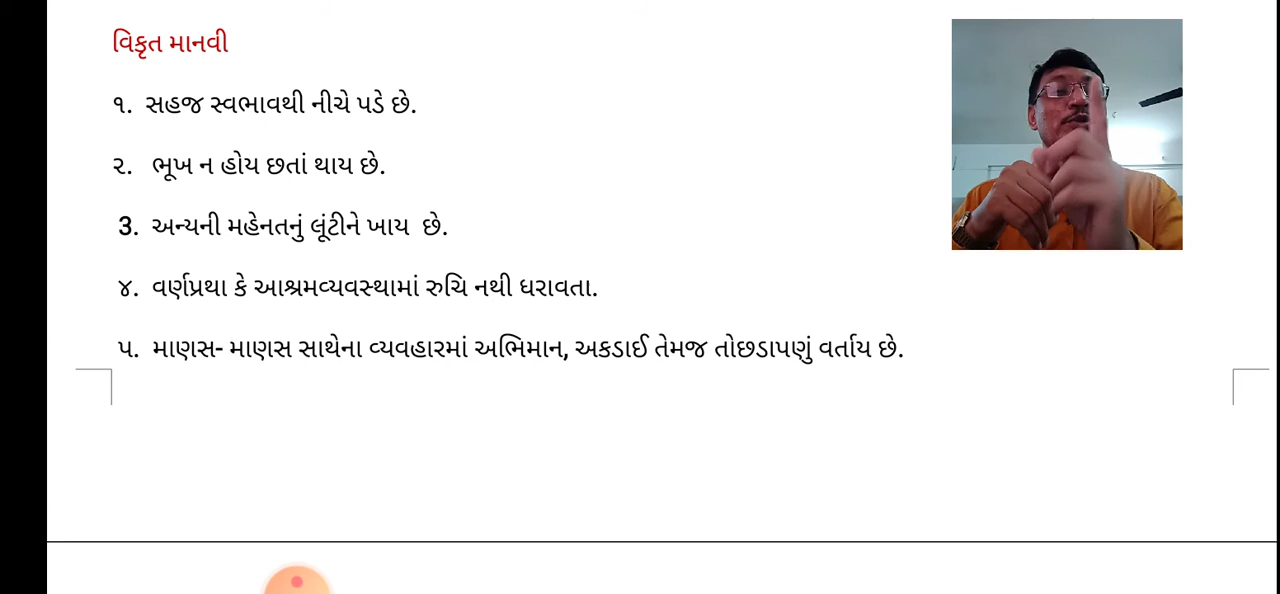 વિકૃત માનવી
૧. સહજ સ્વભાવથી નીચે પડે છે.
૨. ભૂખ ન હોય છતાં થાય છે.
3. અન્યની મહેનતનું લૂંટીને ખાય છે.
૪. વર્ણપ્રથા કે આશ્રમવ્યવસ્થામાં રુચિ નથી ધરાવતા.
૫. માણસ- માણસ સાથેના વ્યવહારમાં અભિમાન, અકડાઈ તેમજ તોછડાપણું વર્તાય છે.